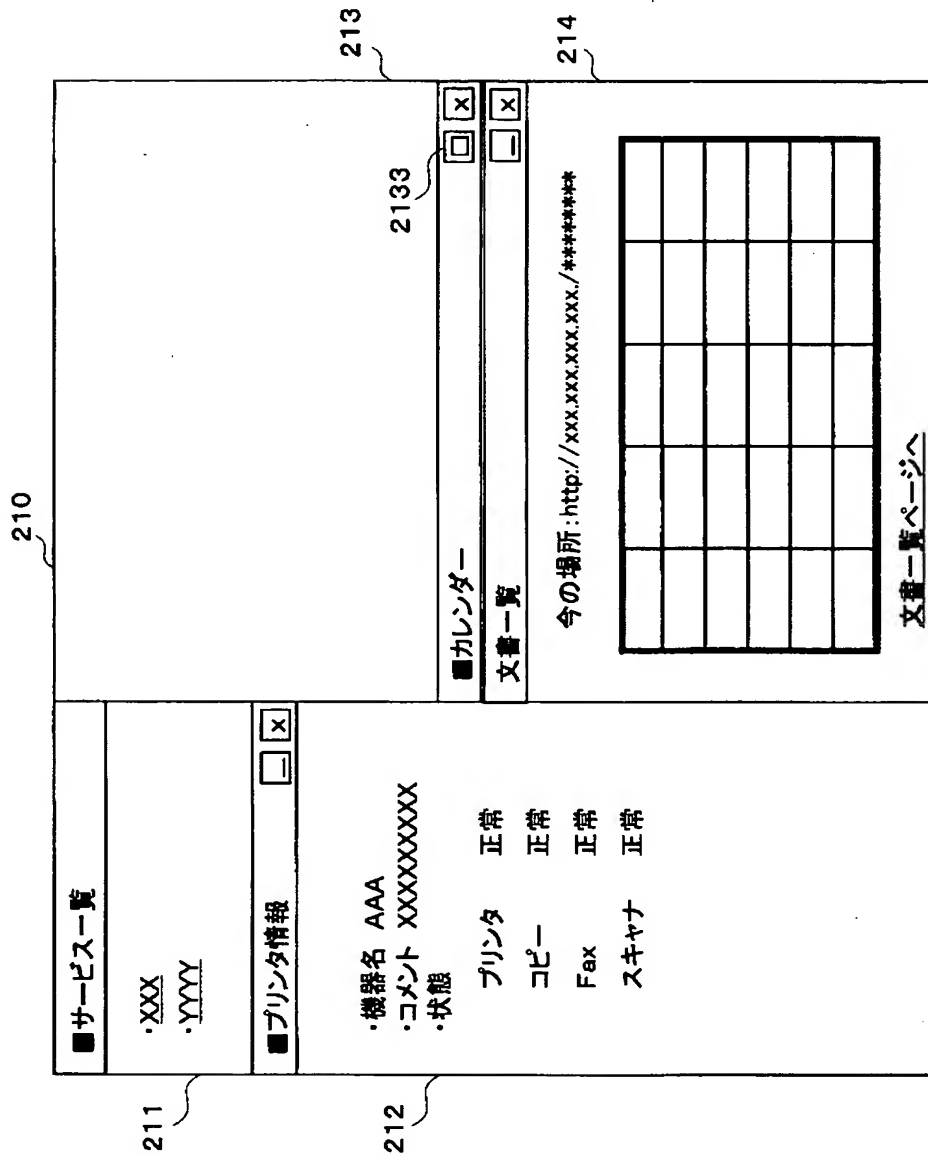 210
■サービス一覧
・XXX
・YYYY
211
■プリンタ情報
・機器名 AAA
・コメント XXXXXXXXX
・状態
プリンタ 正常
コピー 正常
Fax 正常
スキャナ 正常
212
213
2133
■カレンダー
文書一覧
214
今の場所:http://xxx.xxx.xxx.xxx./********
文書一覧ページへ